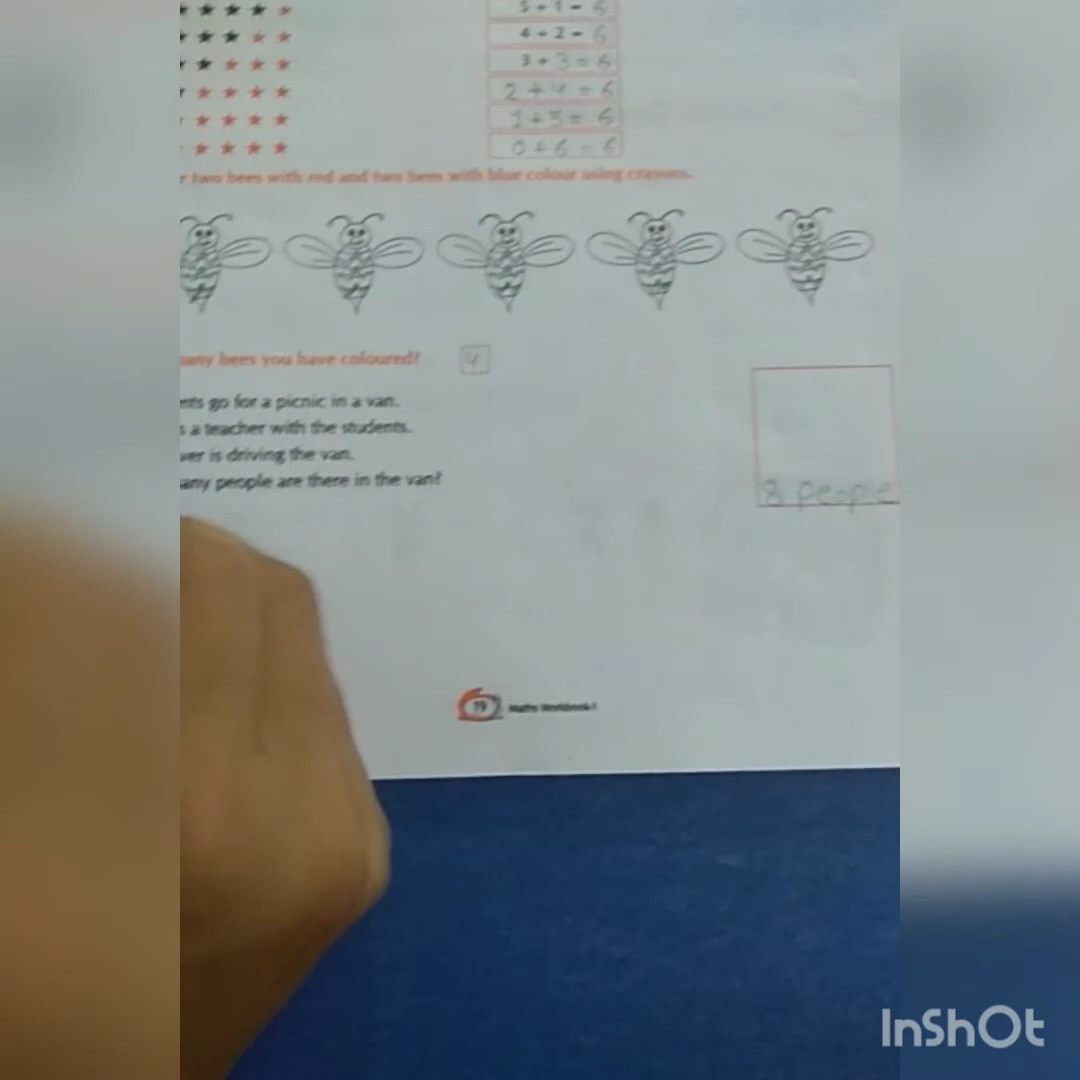 5 + 1 = 6
4 + 2 = 6
3 + 3 = 6
2 + 4 = 6
1 + 5 = 6
0 + 6 = 6
two bees with red and two bees with blue colour using crayons.
any bees you have coloured? 4
nts go for a picnic in a van.
s a teacher with the students.
ver is driving the van.
any people are there in the van?
8 people
19 Maths Workbook-1
InShOt